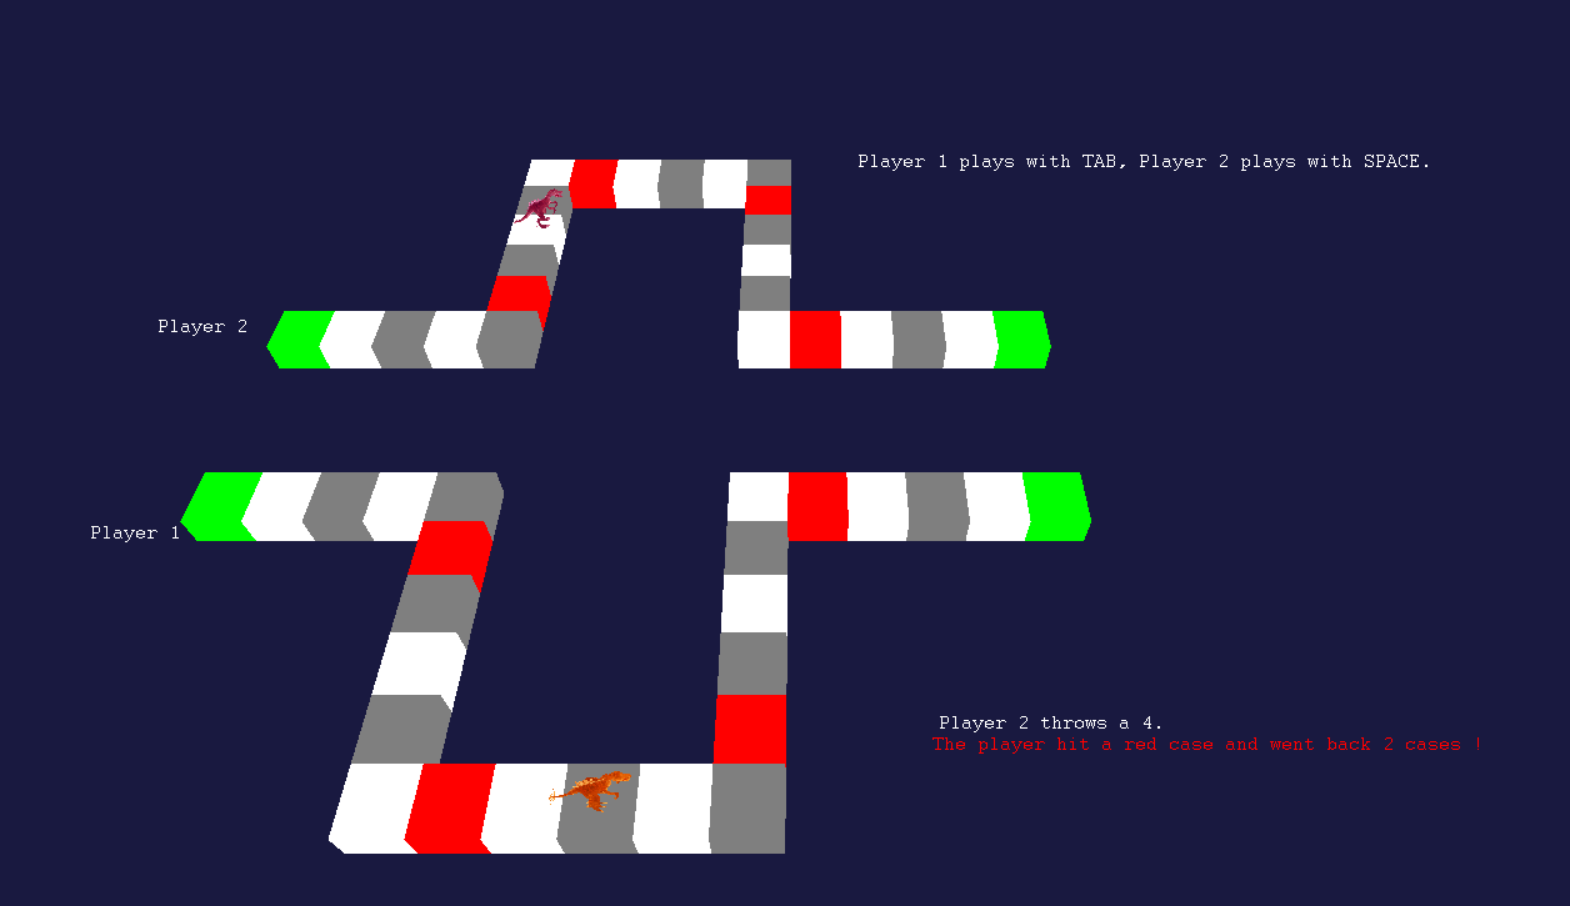 Player 1 plays with TAB, Player 2 plays with SPACE.
Player 2
Player 1
Player 2 throws a 4.
The player hit a red case and went back 2 cases !